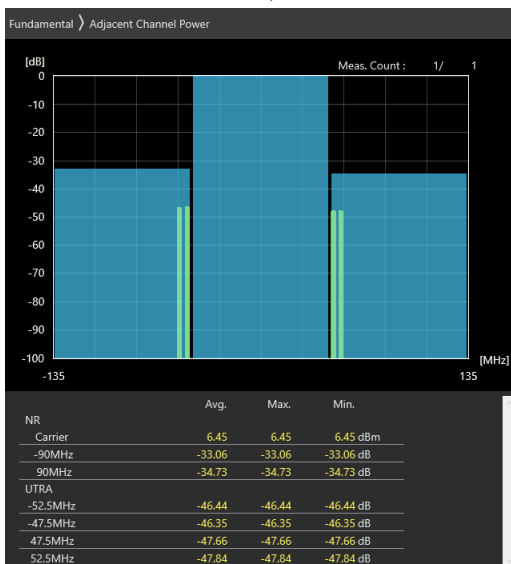 Fundamental 〉 Adjacent Channel Power
[dB] Meas. Count : 1/ 1
0
-10
-20
-30
-40
-50
-60
-70
-80
-90
-100 [MHz]
-135 135
Avg. Max. Min.
NR
Carrier 6.45 6.45 6.45 dBm
-90MHz -33.06 -33.06 -33.06 dB
90MHz -34.73 -34.73 -34.73 dB
UTRA
-52.5MHz -46.44 -46.44 -46.44 dB
-47.5MHz -46.35 -46.35 -46.35 dB
47.5MHz -47.66 -47.66 -47.66 dB
52.5MHz -47.84 -47.84 -47.84 dB